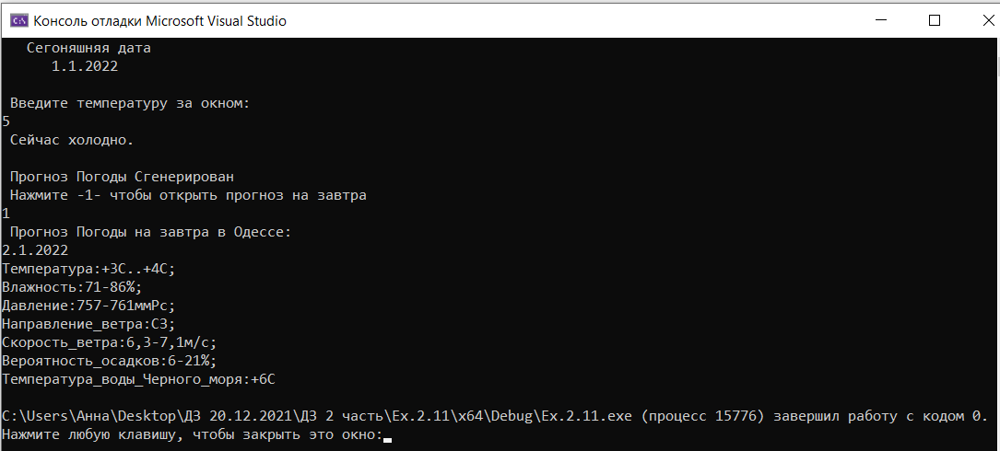 Консоль отладки Microsoft Visual Studio
Сегоняшняя дата
1.1.2022
Введите температуру за окном:
5
Сейчас холодно.
Прогноз Погоды Сгенерирован
Нажмите -1- чтобы открыть прогноз на завтра
1
Прогноз Погоды на завтра в Одессе:
2.1.2022
Температура:+3С..+4С;
Влажность:71-86%;
Давление:757-761ммРс;
Направление_ветра:СЗ;
Скорость_ветра:6,3-7,1м/с;
Вероятность_осадков:6-21%;
Температура_воды_Черного_моря:+6С
C:\Users\Анна\Desktop\ДЗ 20.12.2021\ДЗ 2 часть\Ex.2.11\x64\Debug\Ex.2.11.exe (процесс 15776) завершил работу с кодом 0.
Нажмите любую клавишу, чтобы закрыть это окно: